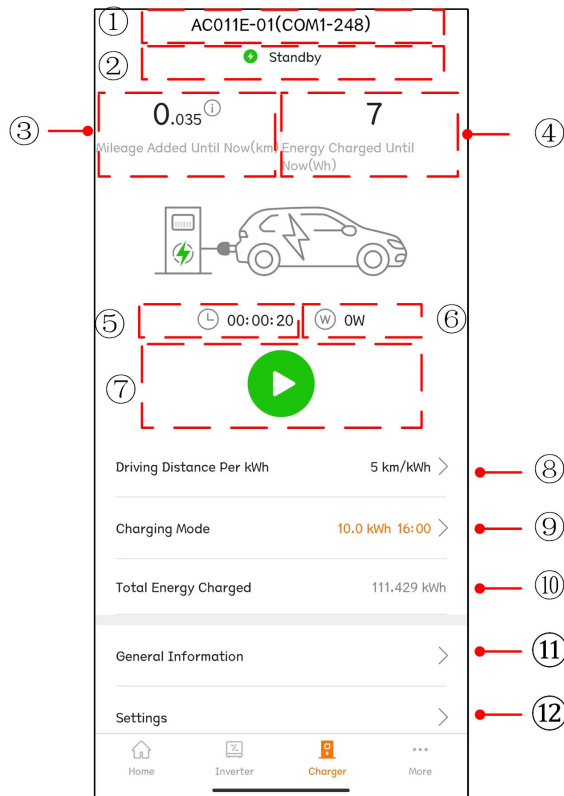 ① AC011E-01(COM1-248)
② Standby
③ 0.035 i 7 ④
Mileage Added Until Now(km) Energy Charged Until
Now(Wh)
⑤ 00:00:20 W 0W ⑥
⑦
Driving Distance Per kWh 5 km/kWh ⑧
Charging Mode 10.0 kWh 16:00 ⑨
Total Energy Charged 111.429 kWh ⑩
General Information ⑪
Settings ⑫
Home Inverter Charger More